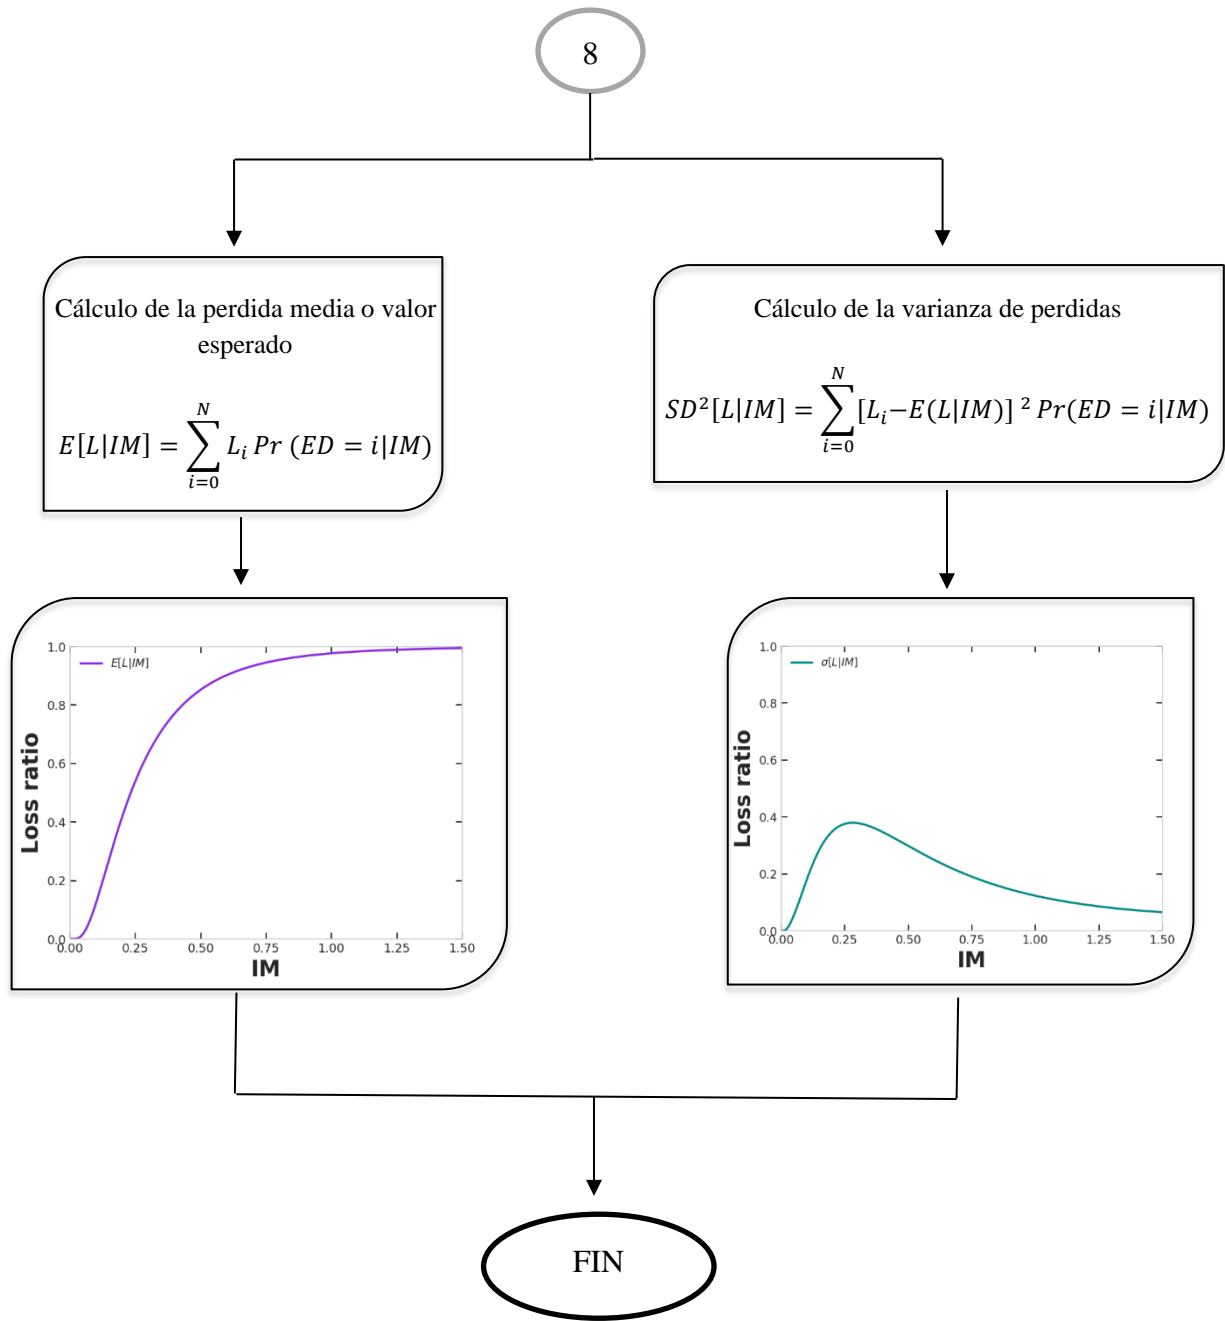 8
Cálculo de la perdida media o valor
esperado
E[L|IM] = \sum_{i=0}^{N} L_i Pr (ED = i|IM)
Cálculo de la varianza de perdidas
SD²[L|IM] = \sum_{i=0}^{N} [L_i−E(L|IM)] ² Pr(ED = i|IM)
E[L|IM]
1.0
0.8
0.6
0.4
0.2
0.0
Loss ratio
0.00 0.25 0.50 0.75 1.00 1.25 1.50
IM
σ[L|IM]
1.0
0.8
0.6
0.4
0.2
0.0
Loss ratio
0.00 0.25 0.50 0.75 1.00 1.25 1.50
IM
FIN